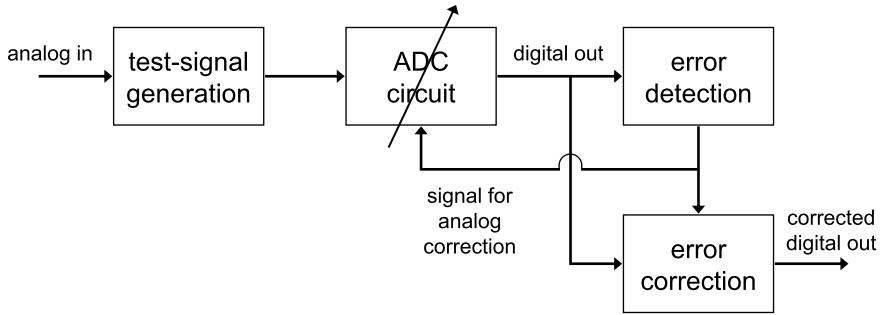 analog in
test-signal
generation
ADC
circuit
digital out
error
detection
signal for
analog
correction
error
correction
corrected
digital out